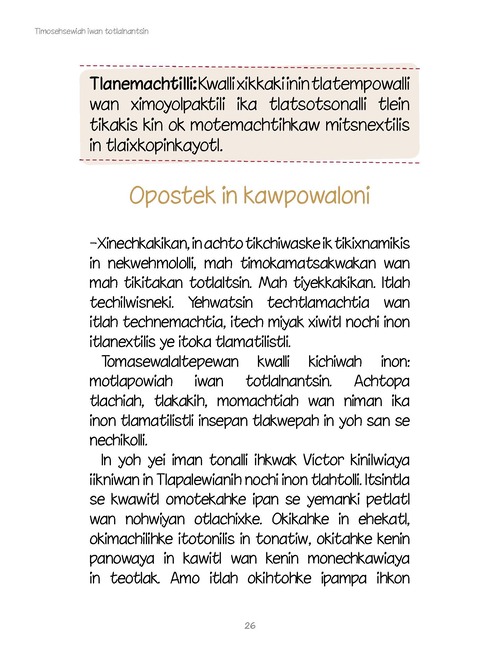 Timosehsewiah iwan totlalnantsin
Tlanemachtilli: Kwalli xikkaki inin tlatempowalli
wan ximoyolpaktili ika tlatsotsonalli tlein
tikakis kin ok motemachtihkaw mitsnextilis
in tlaixkopinkayotl.
Opostek in kawpowaloni
–Xinechkakikan, in achto tikchiwaske ik tikixnamikis
in nekwehmololli, mah timokamatsakwakan wan
mah tikitakan totlaltsin. Mah tiyekkakikan. Itlah
techilwisneki. Yehwatsin techtlamachtia wan
itlah technemachtia, itech miyak xiwitl nochi inon
itlanextilis ye itoka tlamatilistli.
Tomasewalaltepewan kwalli kichiwah inon:
motlapowiah iwan totlalnantsin. Achtopa
tlachiah, tlakakih, momachtiah wan niman ika
inon tlamatilistli insepan tlakwepah in yoh san se
nechikolli.
In yoh yei iman tonalli ihkwak Victor kinilwiaya
iikniwan in Tlapalewianih nochi inon tlahtolli. Itsintla
se kwawitl omotekahke ipan se yemanki petlatl
wan nohwiyan otlachixke. Okikahke in ehekatl,
okimachilihke itotonilis in tonatiw, okitahke kenin
panowaya in kawitl wan kenin monechkawiaya
in teotlak. Amo itlah okihtohke ipampa ihkon
26